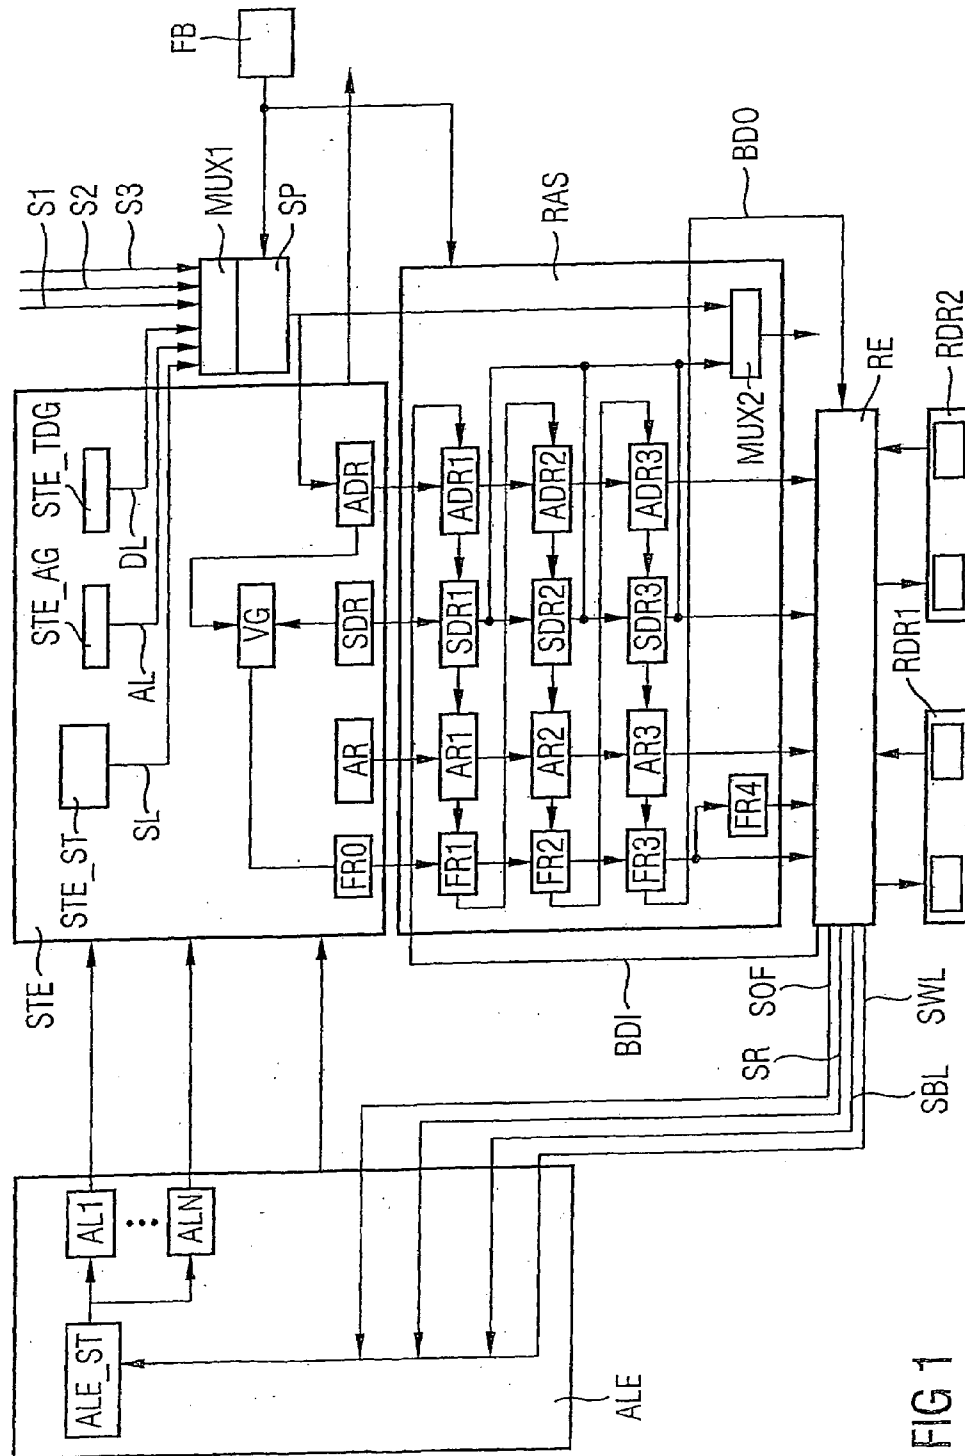 FIG 1
ALE
ALE_ST
AL1
ALN
STE
STE_ST
STE_AG
STE_TDG
SL
AL
DL
S1
S2
S3
MUX1
SP
FB
VG
FR0
AR
SDR
ADR
FR1
AR1
SDR1
ADR1
FR2
AR2
SDR2
ADR2
FR3
AR3
SDR3
ADR3
FR4
MUX2
RAS
BDO
BDI
RE
SOF
SR
SBL
SWL
RDR1
RDR2